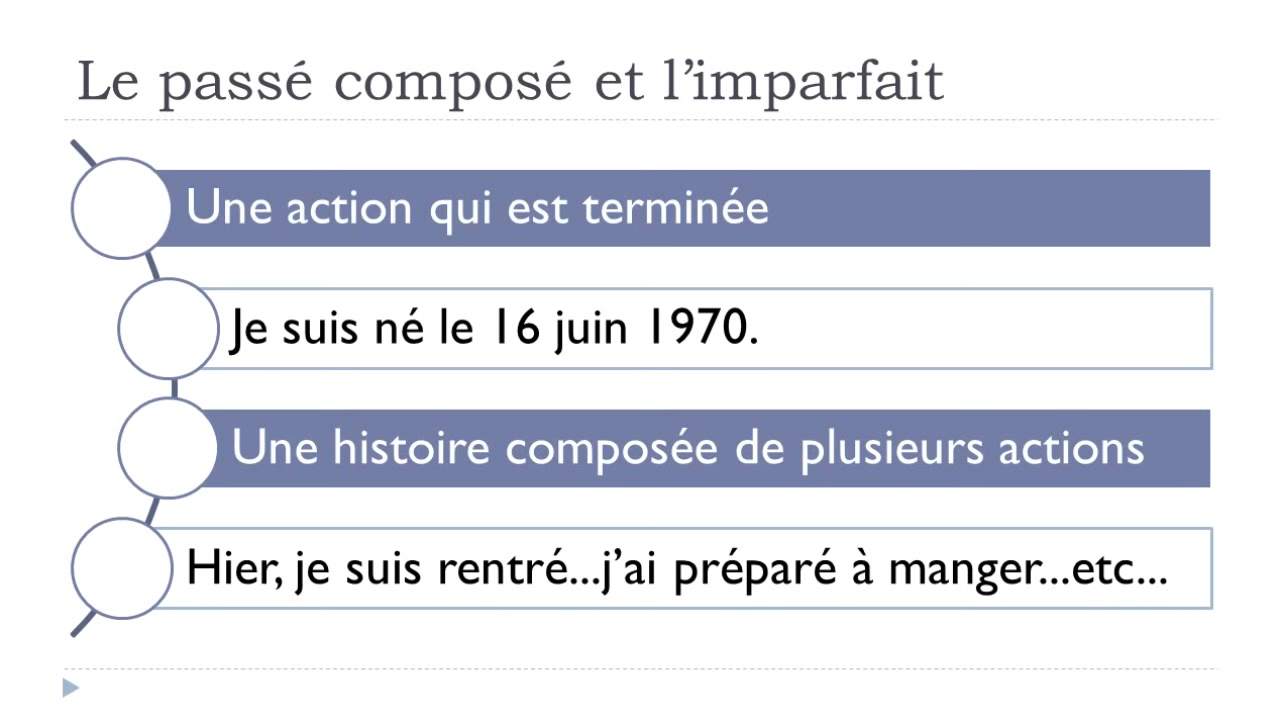 Le passé composé et l’imparfait
Une action qui est terminée
Je suis né le 16 juin 1970.
Une histoire composée de plusieurs actions
Hier, je suis rentré...j’ai préparé à manger...etc...